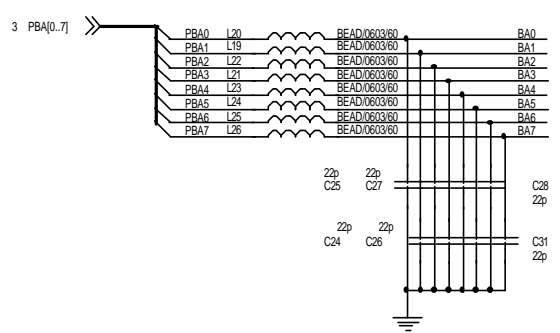 3 PBA[0..7]
PBA0 L20 BEAD/0603/60 BA0
PBA1 L19 BEAD/0603/60 BA1
PBA2 L22 BEAD/0603/60 BA2
PBA3 L21 BEAD/0603/60 BA3
PBA4 L23 BEAD/0603/60 BA4
PBA5 L24 BEAD/0603/60 BA5
PBA6 L25 BEAD/0603/60 BA6
PBA7 L26 BEAD/0603/60 BA7
22p 22p
C25 C27 C28
22p
22p 22p
C24 C26 C31
22p